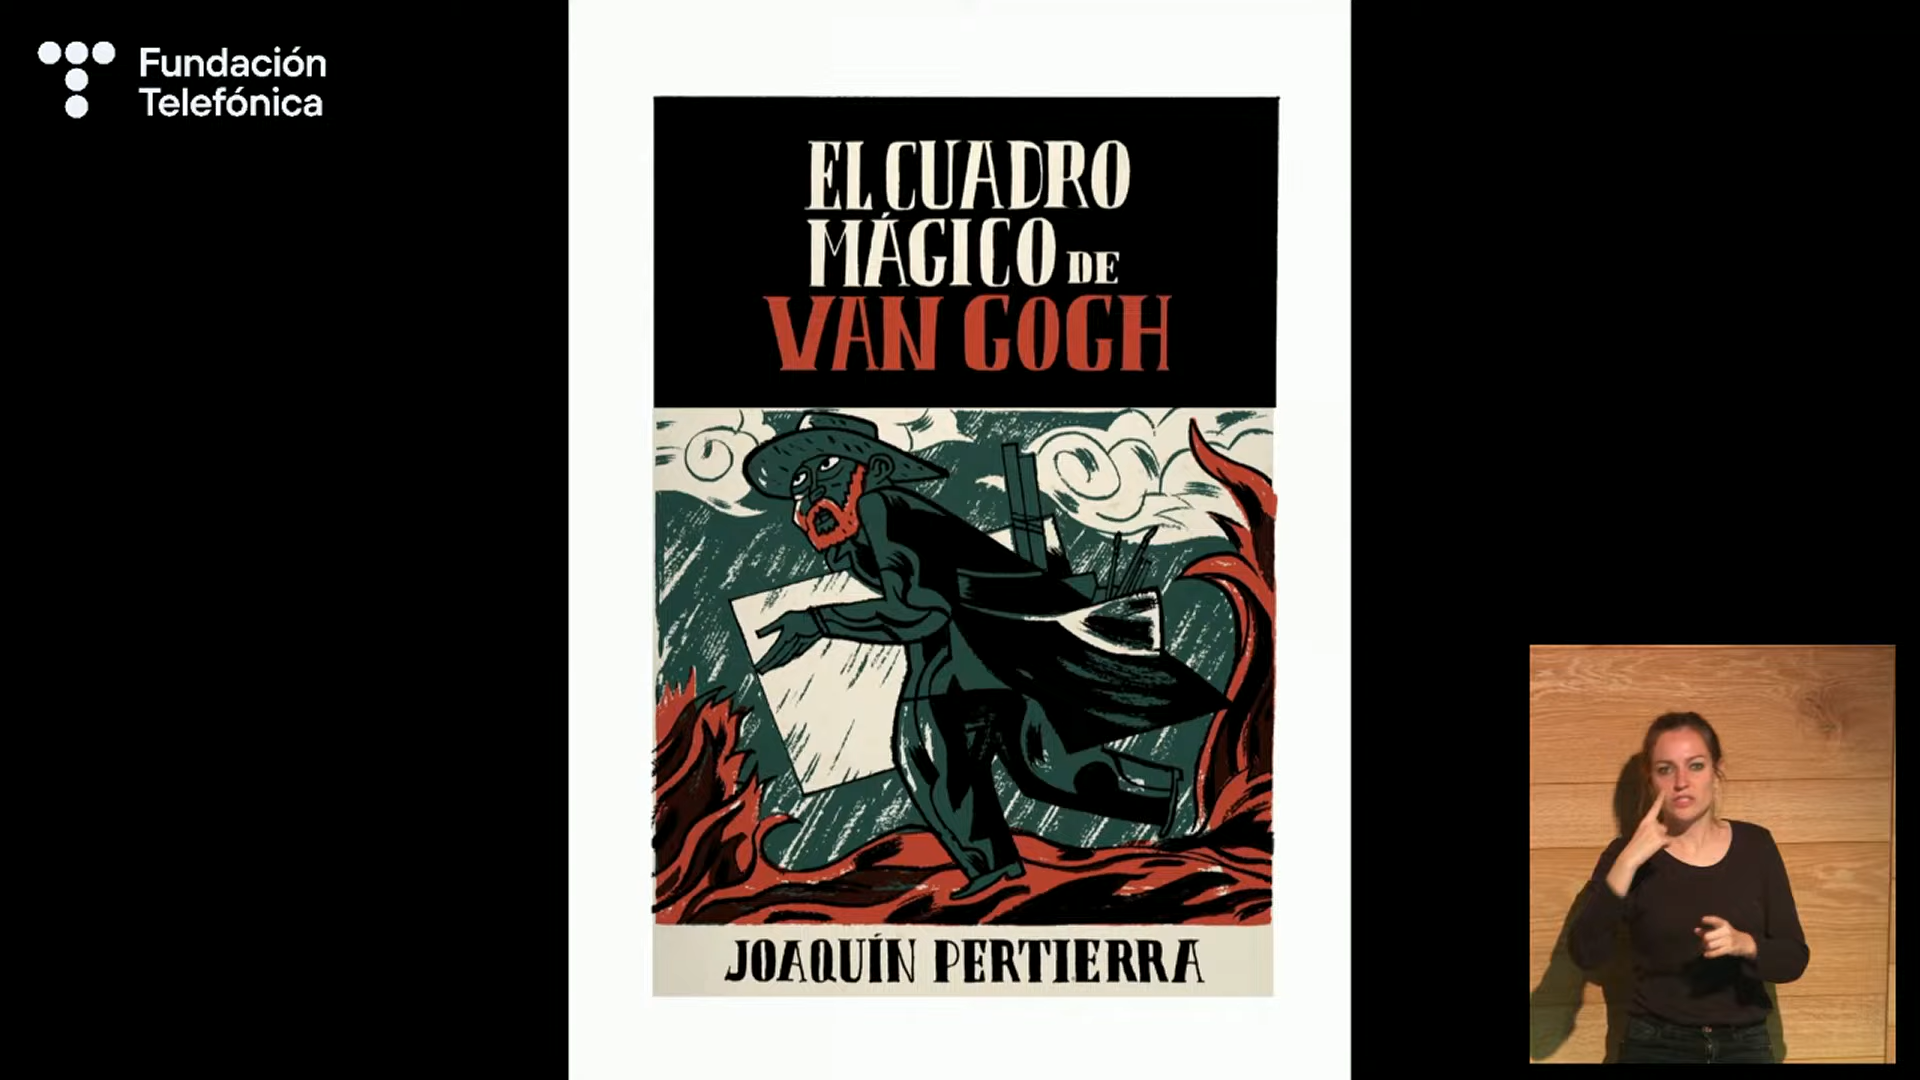 Fundación
Telefónica
EL CUADRO
MÁGICO DE
VAN GOGH
JOAQUÍN PERTIERRA